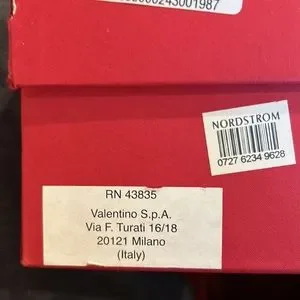 NORDSTROM
0727 6234 9628
RN 43835
Valentino S.p.A.
Via F. Turati 16/18
20121 Milano
(Italy)